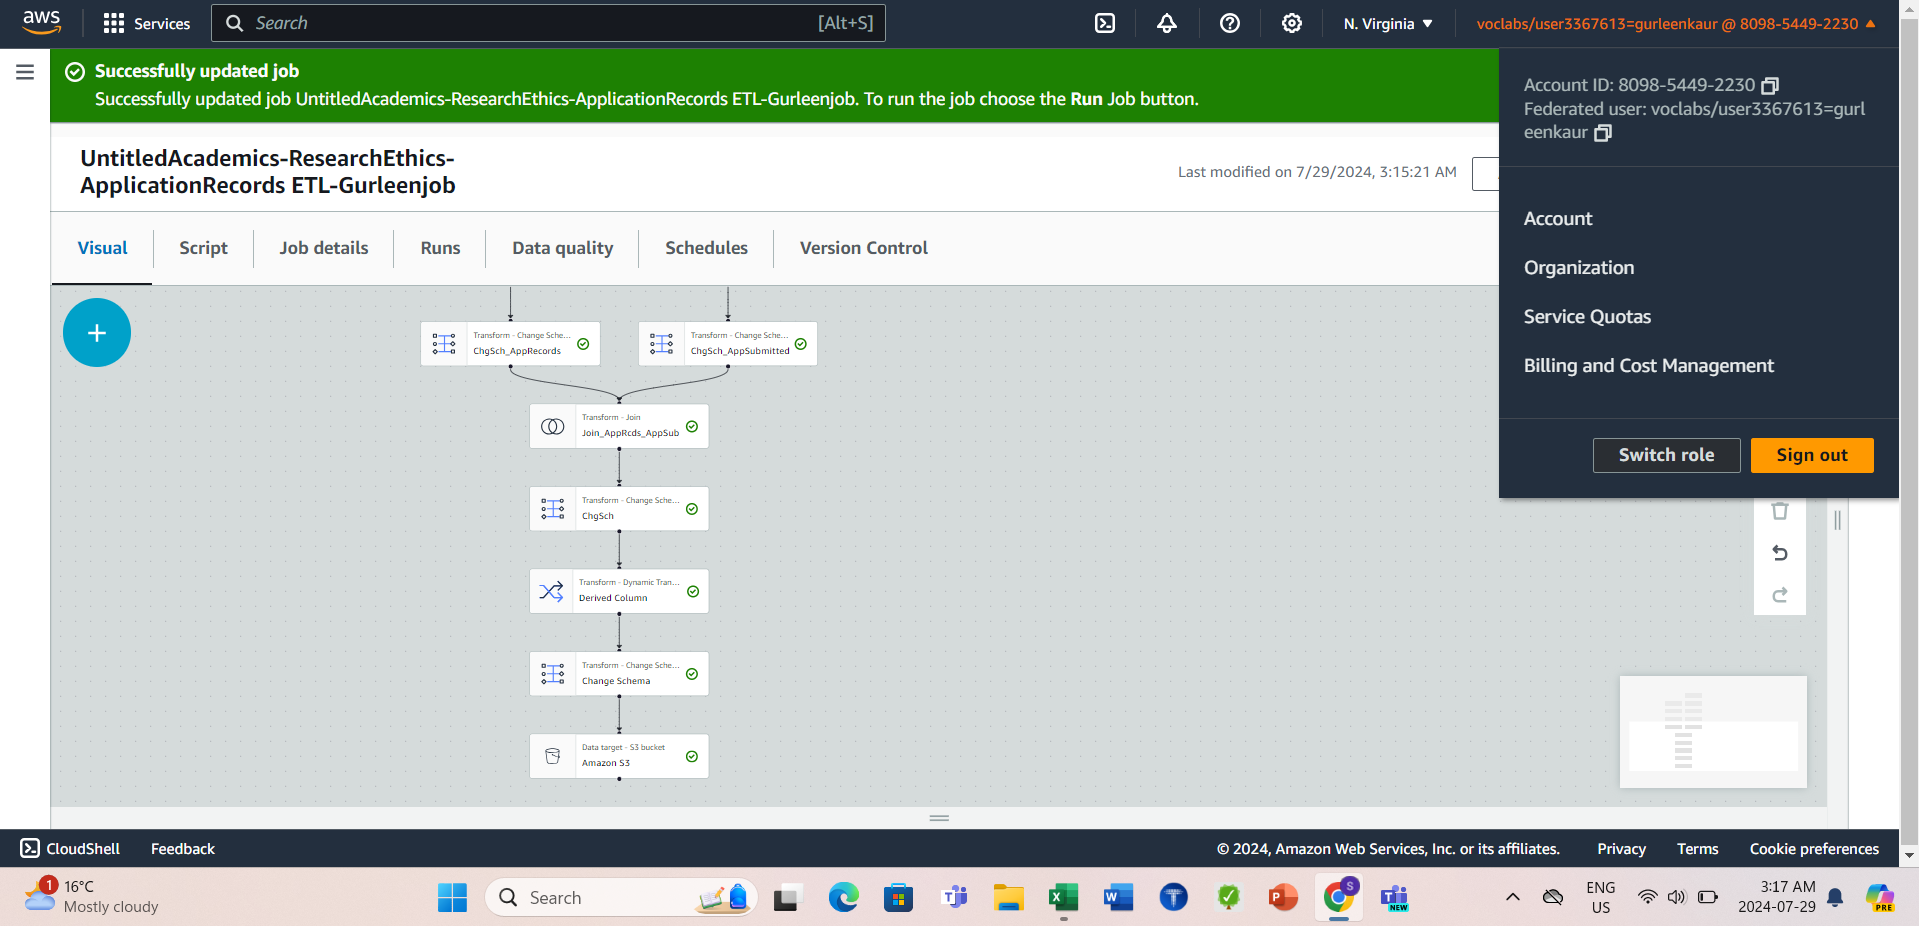 aws
Services
Search
[Alt+S]
N. Virginia
voclabs/user3367613=gurleenkaur @ 8098-5449-2230
Successfully updated job
Successfully updated job UntitledAcademics-ResearchEthics-ApplicationRecords ETL-Gurleenjob. To run the job choose the Run Job button.
Account ID: 8098-5449-2230
Federated user: voclabs/user3367613=gurl
eenkaur
Account
Organization
Service Quotas
Billing and Cost Management
Switch role
Sign out
UntitledAcademics-ResearchEthics-
ApplicationRecords ETL-Gurleenjob
Last modified on 7/29/2024, 3:15:21 AM
Visual
Script
Job details
Runs
Data quality
Schedules
Version Control
Transform - Change Sche...
ChgSch_AppRecords
Transform - Change Sche...
ChgSch_AppSubmitted
Transform - Join
Join_AppRcds_AppSub
Transform - Change Sche...
ChgSch
Transform - Dynamic Tran...
Derived Column
Transform - Change Sche...
Change Schema
Data target - S3 bucket
Amazon S3
CloudShell
Feedback
© 2024, Amazon Web Services, Inc. or its affiliates.
Privacy
Terms
Cookie preferences
1
16°C
Mostly cloudy
Search
S
NEW
ENG
US
3:17 AM
2024-07-29
PRE